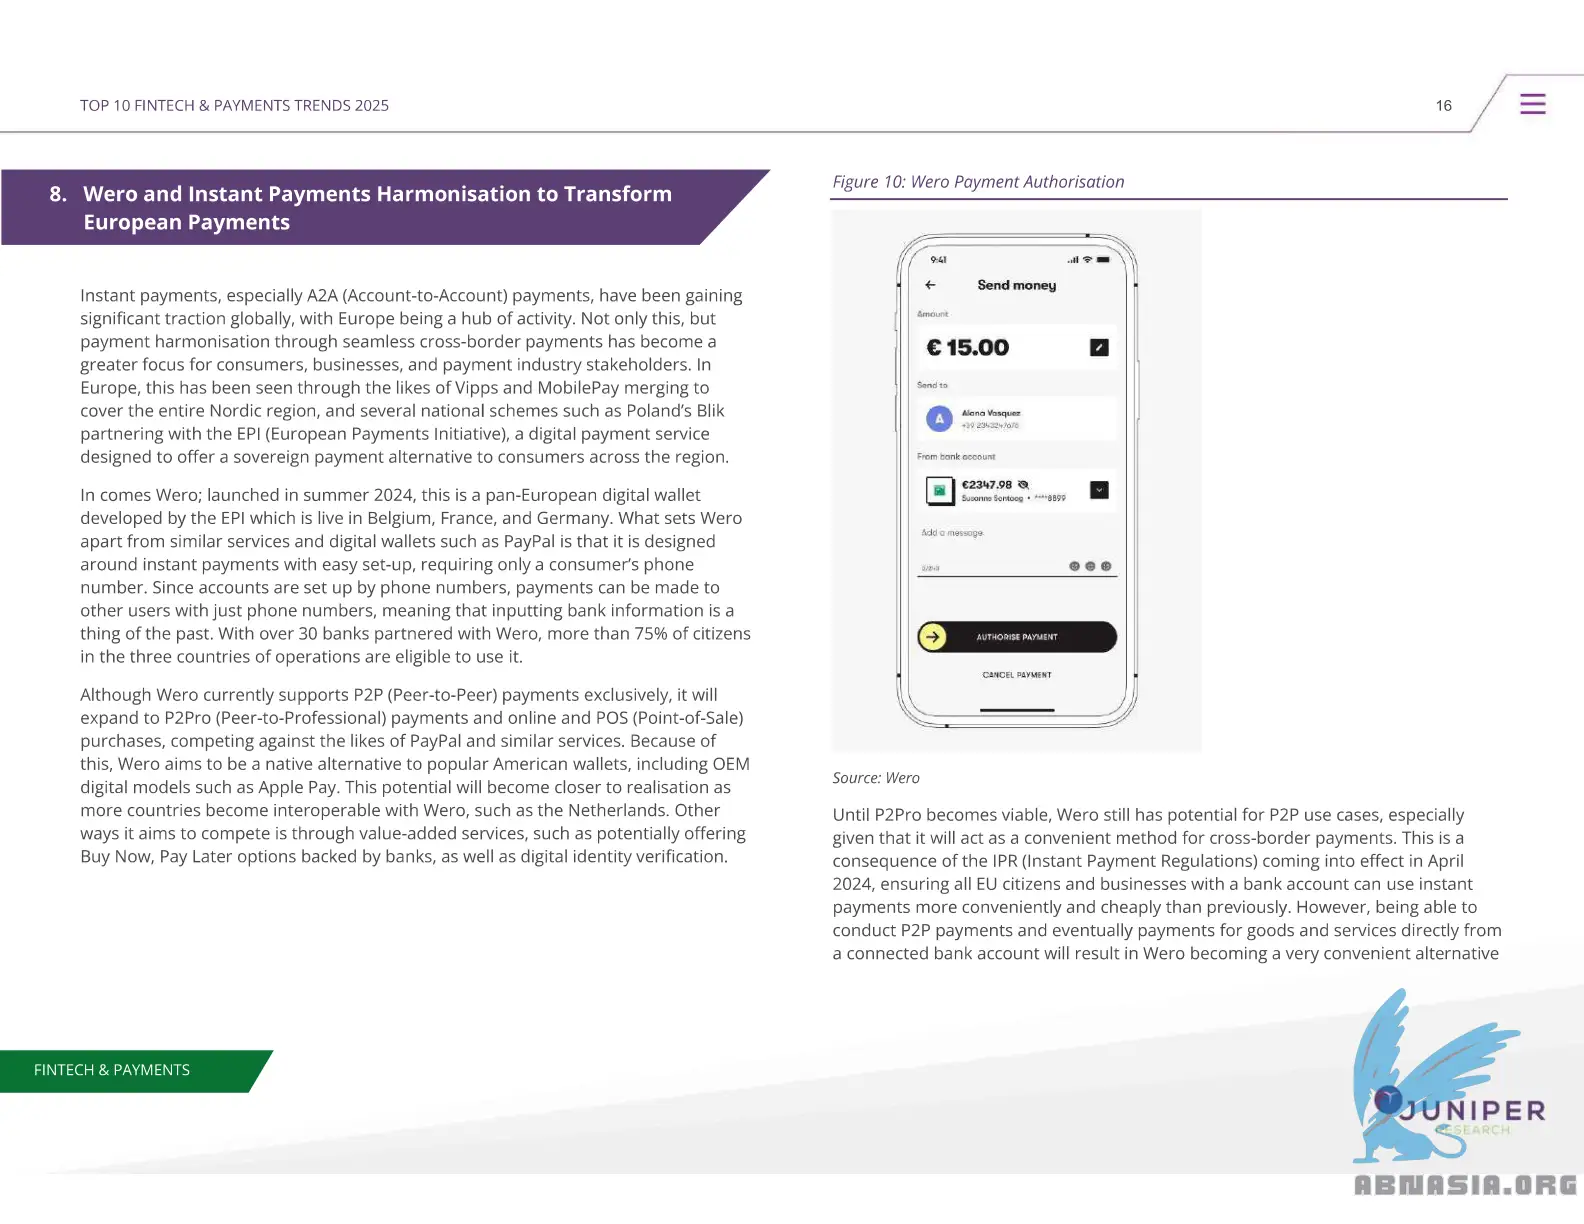 TOP 10 FINTECH & PAYMENTS TRENDS 2025
16
8. Wero and Instant Payments Harmonisation to Transform
European Payments
Instant payments, especially A2A (Account-to-Account) payments, have been gaining
significant traction globally, with Europe being a hub of activity. Not only this, but
payment harmonisation through seamless cross-border payments has become a
greater focus for consumers, businesses, and payment industry stakeholders. In
Europe, this has been seen through the likes of Vipps and MobilePay merging to
cover the entire Nordic region, and several national schemes such as Poland’s Blik
partnering with the EPI (European Payments Initiative), a digital payment service
designed to offer a sovereign payment alternative to consumers across the region.
In comes Wero; launched in summer 2024, this is a pan-European digital wallet
developed by the EPI which is live in Belgium, France, and Germany. What sets Wero
apart from similar services and digital wallets such as PayPal is that it is designed
around instant payments with easy set-up, requiring only a consumer’s phone
number. Since accounts are set up by phone numbers, payments can be made to
other users with just phone numbers, meaning that inputting bank information is a
thing of the past. With over 30 banks partnered with Wero, more than 75% of citizens
in the three countries of operations are eligible to use it.
Although Wero currently supports P2P (Peer-to-Peer) payments exclusively, it will
expand to P2Pro (Peer-to-Professional) payments and online and POS (Point-of-Sale)
purchases, competing against the likes of PayPal and similar services. Because of
this, Wero aims to be a native alternative to popular American wallets, including OEM
digital models such as Apple Pay. This potential will become closer to realisation as
more countries become interoperable with Wero, such as the Netherlands. Other
ways it aims to compete is through value-added services, such as potentially offering
Buy Now, Pay Later options backed by banks, as well as digital identity verification.
Figure 10: Wero Payment Authorisation
9:41
Send money
Amount
€ 15.00
Send to
A
Alana Vasquez
From bank account
€2347.98
Susanne Sontag • ****8899
Add a message
AUTHORISE PAYMENT
CANCEL PAYMENT
Source: Wero
Until P2Pro becomes viable, Wero still has potential for P2P use cases, especially
given that it will act as a convenient method for cross-border payments. This is a
consequence of the IPR (Instant Payment Regulations) coming into effect in April
2024, ensuring all EU citizens and businesses with a bank account can use instant
payments more conveniently and cheaply than previously. However, being able to
conduct P2P payments and eventually payments for goods and services directly from
a connected bank account will result in Wero becoming a very convenient alternative
FINTECH & PAYMENTS
JUNIPER
RESEARCH
ABNASIA.ORG